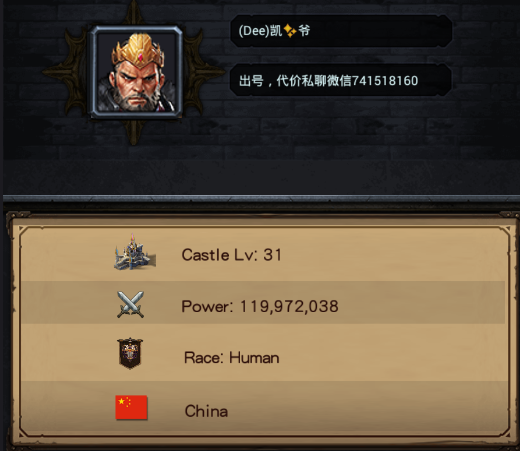 (Dee)凯✨爷
出号，代价私聊微信741518160
Castle Lv: 31
Power: 119,972,038
Race: Human
China